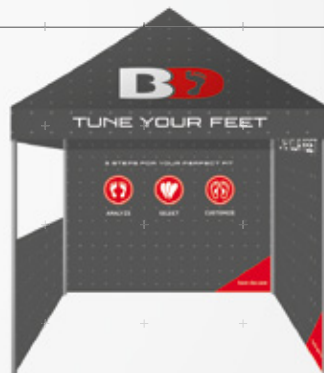 BD
TUNE YOUR FEET
3 STEPS FOR YOUR PERFECT FIT
ANALYZE SELECT CUSTOMIZE